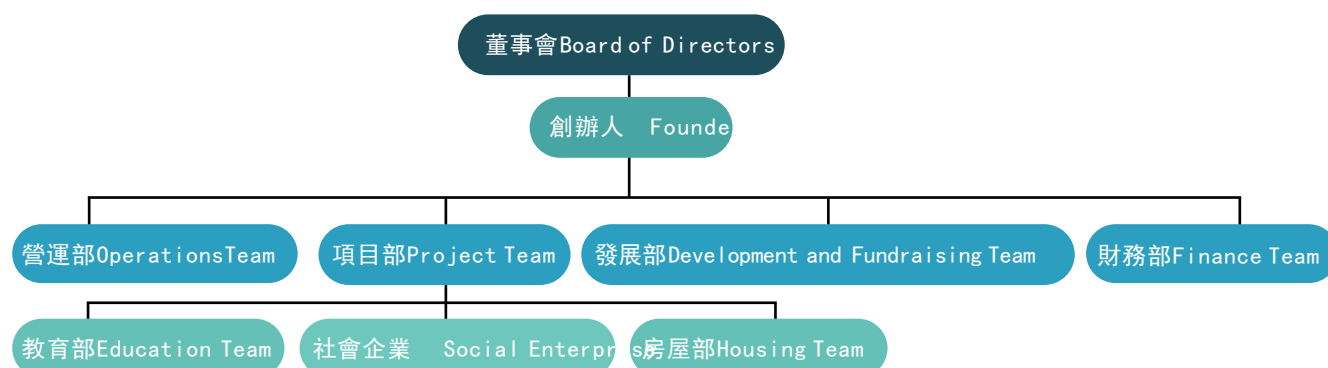 董事會Board of Directors
創辦人 Founde
營運部OperationsTeam
項目部Project Team
發展部Development and Fundraising Team
財務部Finance Team
教育部Education Team
社會企業 Social Enterprise
房屋部Housing Team